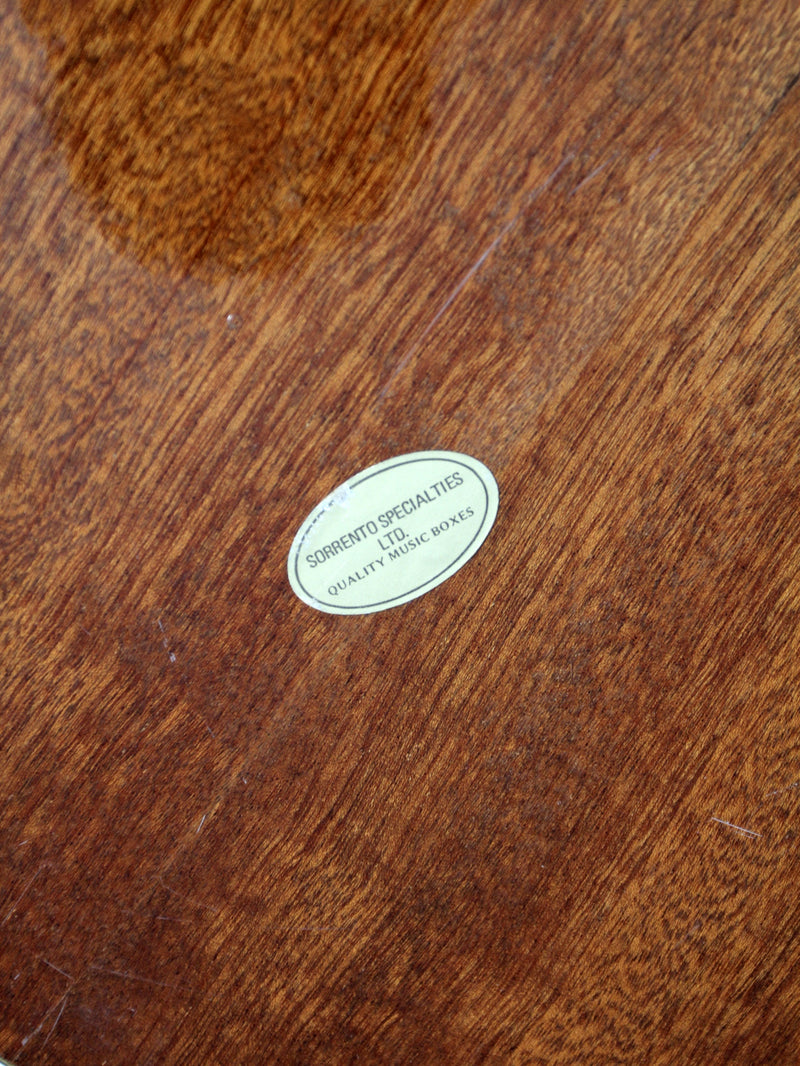 SORRENTO SPECIALTIES
LTD.
QUALITY MUSIC BOXES